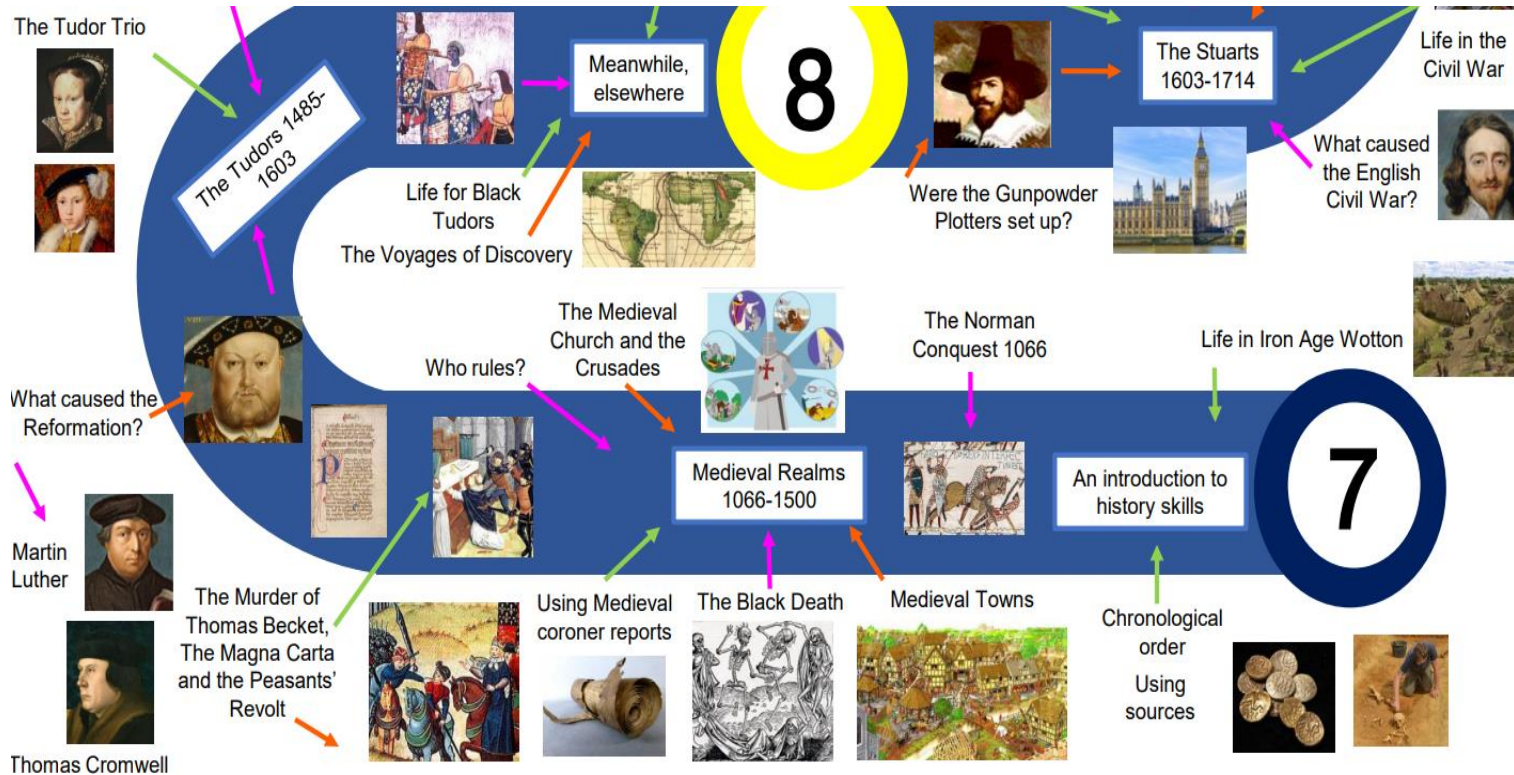 The Tudor Trio
The Tudors 1485-
1603
Meanwhile,
elsewhere
8
The Stuarts
1603-1714
Life in the
Civil War
Life for Black
Tudors
The Voyages of Discovery
Were the Gunpowder
Plotters set up?
What caused
the English
Civil War?
What caused the
Reformation?
Who rules?
The Medieval
Church and the
Crusades
The Norman
Conquest 1066
Life in Iron Age Wotton
Medieval Realms
1066-1500
An introduction to
history skills
7
Martin
Luther
Thomas Cromwell
The Murder of
Thomas Becket,
The Magna Carta
and the Peasants’
Revolt
Using Medieval
coroner reports
The Black Death
Medieval Towns
Chronological
order
Using
sources